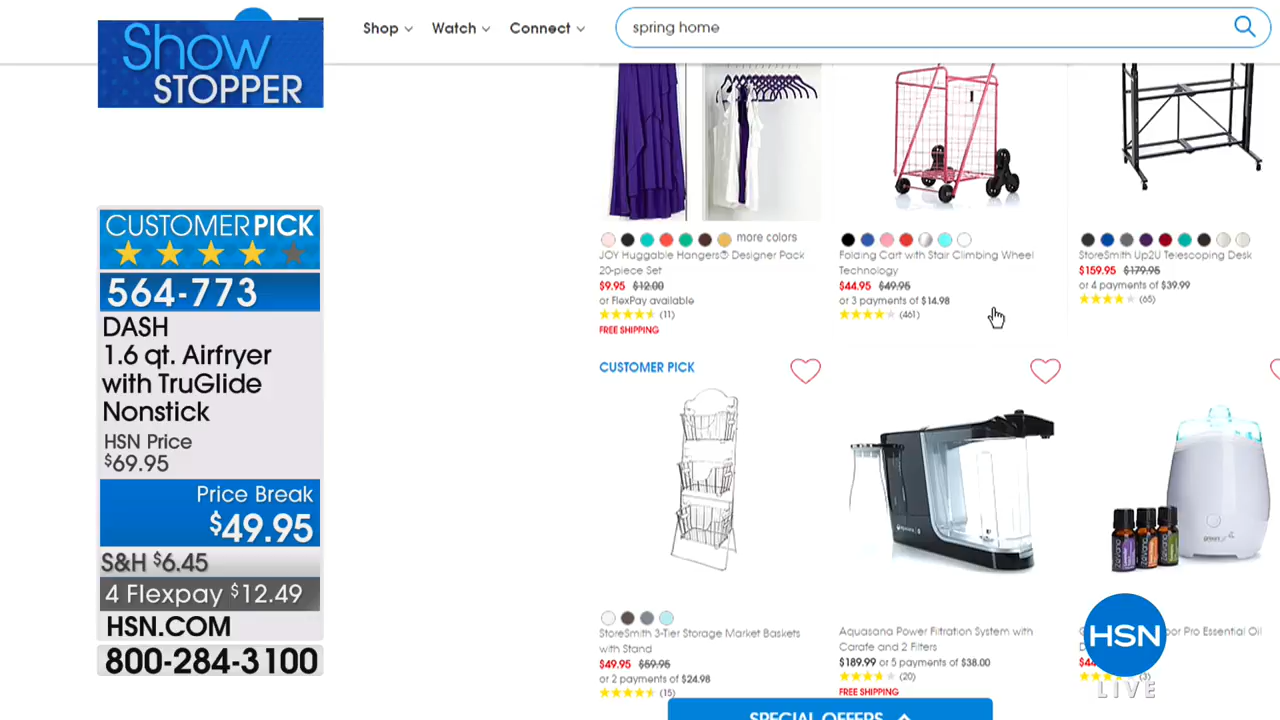 Show
STOPPER
Shop
Watch
Connect
spring home
CUSTOMER PICK
564-773
DASH
1.6 qt. Airfryer
with TruGlide
Nonstick
HSN Price
$69.95
Price Break
$49.95
S&H $6.45
4 Flexpay $12.49
HSN.COM
800-284-3100
more colors
JOY Huggable Hangers® Designer Pack
20-piece Set
$9.95 $12.00
or FlexPay available
(11)
FREE SHIPPING
Folding Cart with Stair Climbing Wheel
Technology
$44.95 $49.95
or 3 payments of $14.98
(461)
StoreSmith Up2U Telescoping Desk
$159.95 $179.95
or 4 payments of $39.99
(65)
CUSTOMER PICK
StoreSmith 3-Tier Storage Market Baskets
with Stand
$49.95 $59.95
or 2 payments of $24.98
(15)
Aquasana Power Filtration System with
Carafe and 2 Filters
$189.99 or 5 payments of $38.00
(20)
FREE SHIPPING
Pro Essential Oil
(3)
HSN
LIVE
SPECIAL OFFERS